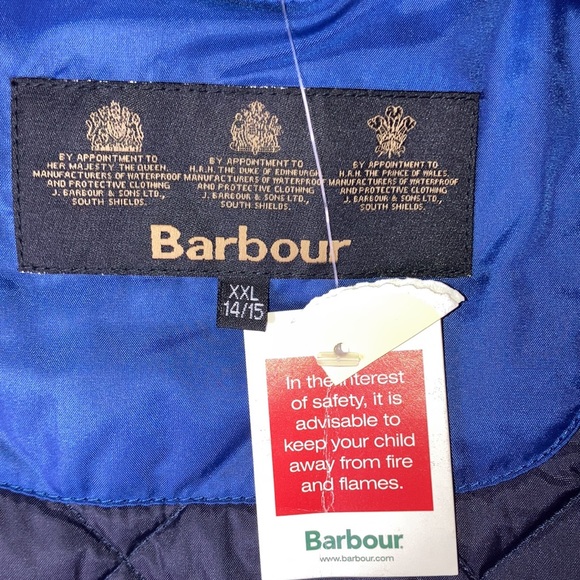 BY APPOINTMENT TO
HER MAJESTY THE QUEEN.
MANUFACTURERS OF WATERPROOF
AND PROTECTIVE CLOTHING
J. BARBOUR & SONS LTD.,
SOUTH SHIELDS.
BY APPOINTMENT TO
H.R.H. THE DUKE OF EDINBURGH
MANUFACTURERS OF WATERPROOF
AND PROTECTIVE CLOTHING
J. BARBOUR & SONS LTD.,
SOUTH SHIELDS.
BY APPOINTMENT TO
H.R.H. THE PRINCE OF WALES.
MANUFACTURERS OF WATERPROOF
AND PROTECTIVE CLOTHING
J. BARBOUR & SONS LTD.,
SOUTH SHIELDS.
Barbour
XXL
14/15
In the interest
of safety, it is
advisable to
keep your child
away from fire
and flames.
Barbour
www.barbour.com